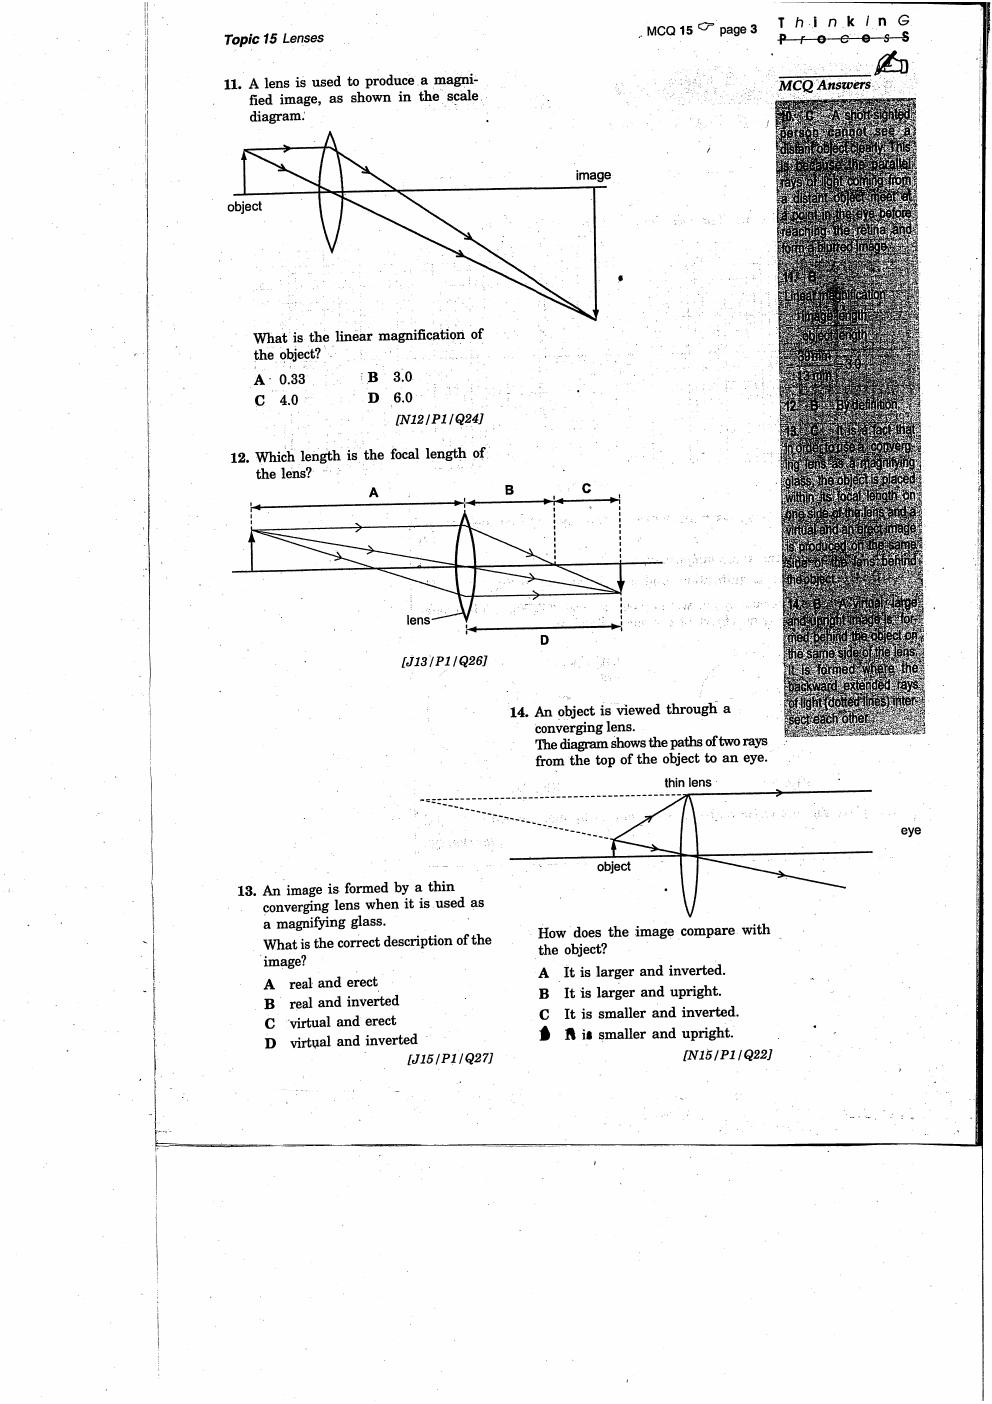 Topic 15 Lenses
MCQ 15 ☞ page 3
T h i n k I n G
P r o c e s S
MCQ Answers
11. A lens is used to produce a magni-
fied image, as shown in the scale
diagram.
image
object
What is the linear magnification of
the object?
A 0.33
B 3.0
C 4.0
D 6.0
[N12/P1/Q24]
12. Which length is the focal length of
the lens?
A
B
C
lens
D
[J13/P1/Q26]
13. An image is formed by a thin
converging lens when it is used as
a magnifying glass.
What is the correct description of the
image?
A real and erect
B real and inverted
C virtual and erect
D virtual and inverted
[J15/P1/Q27]
14. An object is viewed through a
converging lens.
The diagram shows the paths of two rays
from the top of the object to an eye.
thin lens
eye
object
How does the image compare with
the object?
A It is larger and inverted.
B It is larger and upright.
C It is smaller and inverted.
is smaller and upright.
[N15/P1/Q22]
10. C A short-sighted
person cannot see a
distant object clearly. This
is because the parallel
rays of light coming from
a distant object meet at
a point in the eye before
reaching the retina and
form a blurred image.
11. B
Linear magnification
image length
object length
39 mm
3.0
13 mm
12. B By definition
13. C It is a fact that
in order to use a converg-
ing lens as a magnifying
glass, the object is placed
within its focal length on
one side of the lens and a
virtual and an erect image
is produced on the same
side of the lens behind
the object.
14. B A virtual, large
and upright image is for-
med behind the object on
the same side of the lens.
It is formed where the
backward extended rays
of light (dotted lines) inter-
sect each other.